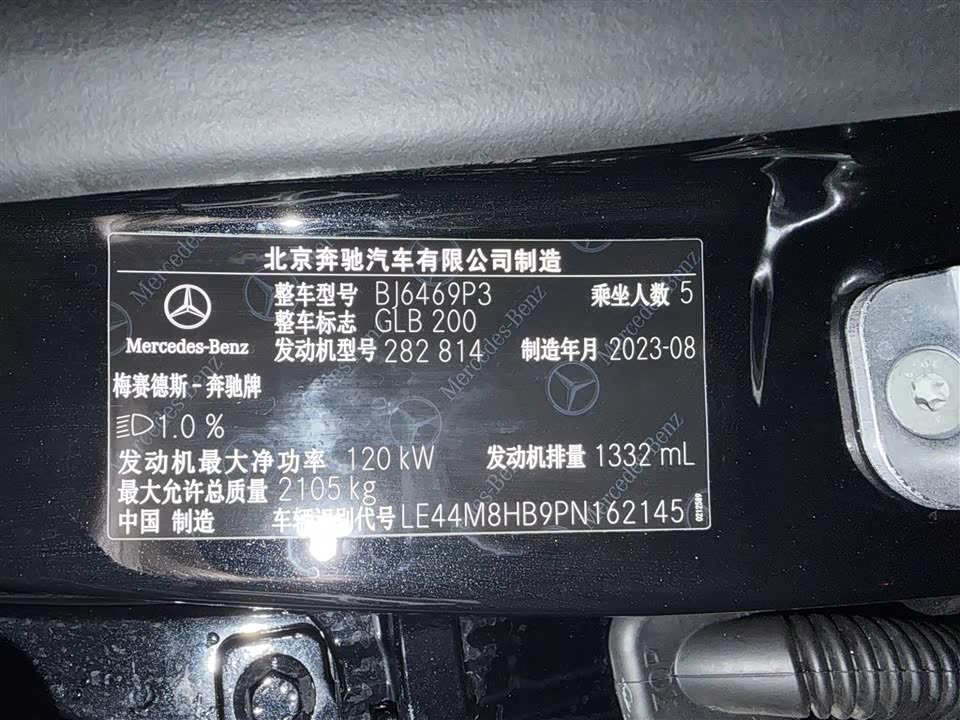 北京奔驰汽车有限公司制造
整车型号 BJ6469P3 乘坐人数 5
整车标志 GLB 200
发动机型号 282 814 制造年月 2023-08
Mercedes-Benz
梅赛德斯-奔驰牌
1.0 %
发动机最大净功率 120 kW 发动机排量 1332 mL
最大允许总质量 2105 kg
中国 制造 车辆识别代号 LE44M8HB9PN162145
TOP